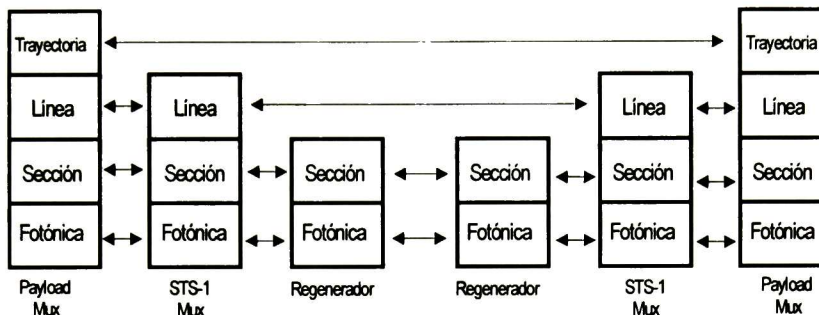 Trayectoria Trayectoria
Línea Línea Línea Línea
Sección Sección Sección Sección Sección Sección
Fotónica Fotónica Fotónica Fotónica Fotónica Fotónica
Payload STS-1 Regenerador Regenerador STS-1 Payload
Mux Mux Mux Mux